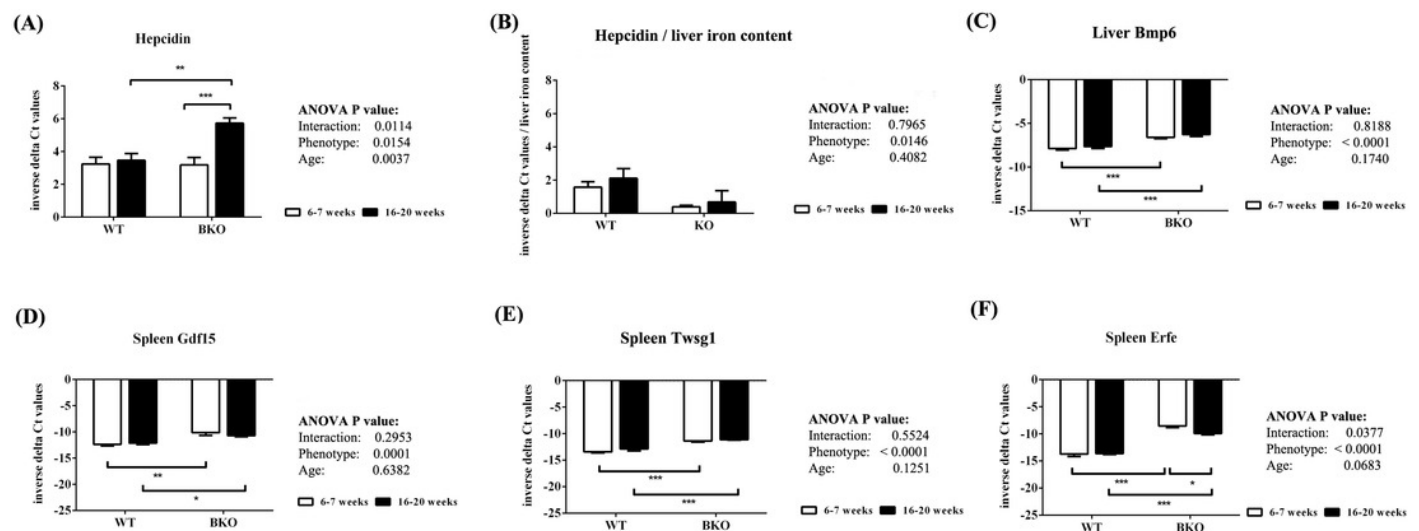 (A)
Hepcidin
inverse delta Ct values
8
6
4
2
0
**
***
WT
BKO
ANOVA P value:
Interaction: 0.0114
Phenotype: 0.0154
Age: 0.0037
6-7 weeks 16-20 weeks
(B)
Hepcidin / liver iron content
inverse delta Ct values / liver iron content
8
6
4
2
0
WT
KO
ANOVA P value:
Interaction: 0.7965
Phenotype: 0.0146
Age: 0.4082
6-7 weeks 16-20 weeks
(C)
Liver Bmp6
inverse delta Ct values
0
-5
-10
-15
***
***
WT
BKO
ANOVA P value:
Interaction: 0.8188
Phenotype: < 0.0001
Age: 0.1740
6-7 weeks 16-20 weeks
(D)
Spleen Gdf15
inverse delta Ct values
0
-5
-10
-15
-20
-25
**
*
WT
BKO
ANOVA P value:
Interaction: 0.2953
Phenotype: 0.0001
Age: 0.6382
6-7 weeks 16-20 weeks
(E)
Spleen Twsg1
inverse delta Ct values
0
-5
-10
-15
-20
-25
***
***
WT
BKO
ANOVA P value:
Interaction: 0.5524
Phenotype: < 0.0001
Age: 0.1251
6-7 weeks 16-20 weeks
(F)
Spleen Erfe
inverse delta Ct values
0
-5
-10
-15
-20
-25
***
*
***
WT
BKO
ANOVA P value:
Interaction: 0.0377
Phenotype: < 0.0001
Age: 0.0683
6-7 weeks 16-20 weeks